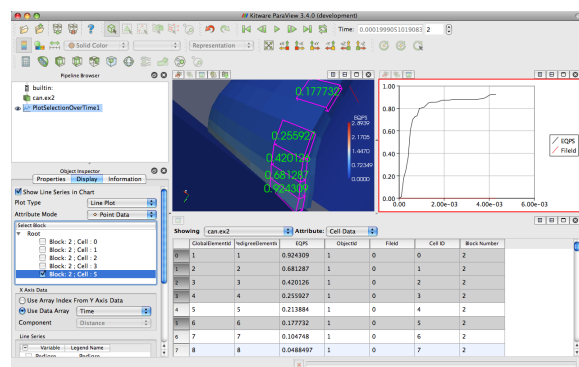 Kitware ParaView 3.4.0 (development)
Time: 0.0001999051019083 2
Solid Color
Representation
Pipeline Browser
builtin:
can.ex2
PlotSelectionOverTime1
Object Inspector
Properties Display Information
Show Line Series in Chart
Plot Type Line Plot
Attribute Mode Point Data
Select Block
Root
Block: 2 ; Cell : 0
Block: 2 ; Cell : 1
Block: 2 ; Cell : 2
Block: 2 ; Cell : 3
Block: 2 ; Cell : 5
X Axis Data
Use Array Index From Y Axis Data
Use Data Array Time
Component Distance
Line Series
Variable Legend Name
Pedigree Pedigree
0.177732
0.255927
0.420126
0.681287
0.924309
EQPS
2.8939
2.1705
1.4470
0.72349
0.0000
1.00
0.80
0.60
0.40
0.20
0.00
0.00 2.00e-03 4.00e-03 6.00e-03
EQPS
FileId
Showing can.ex2 Attribute: Cell Data
GlobalElementId PedigreeElementId EQPS ObjectId FileId Cell ID Block Number
0 1 1 0.924309 1 0 0 2
1 2 2 0.681287 1 0 1 2
2 3 3 0.420126 1 0 2 2
3 4 4 0.255927 1 0 3 2
4 5 5 0.213884 1 0 4 2
5 6 6 0.177732 1 0 5 2
6 7 7 0.104748 1 0 6 2
7 8 8 0.0488497 1 0 7 2